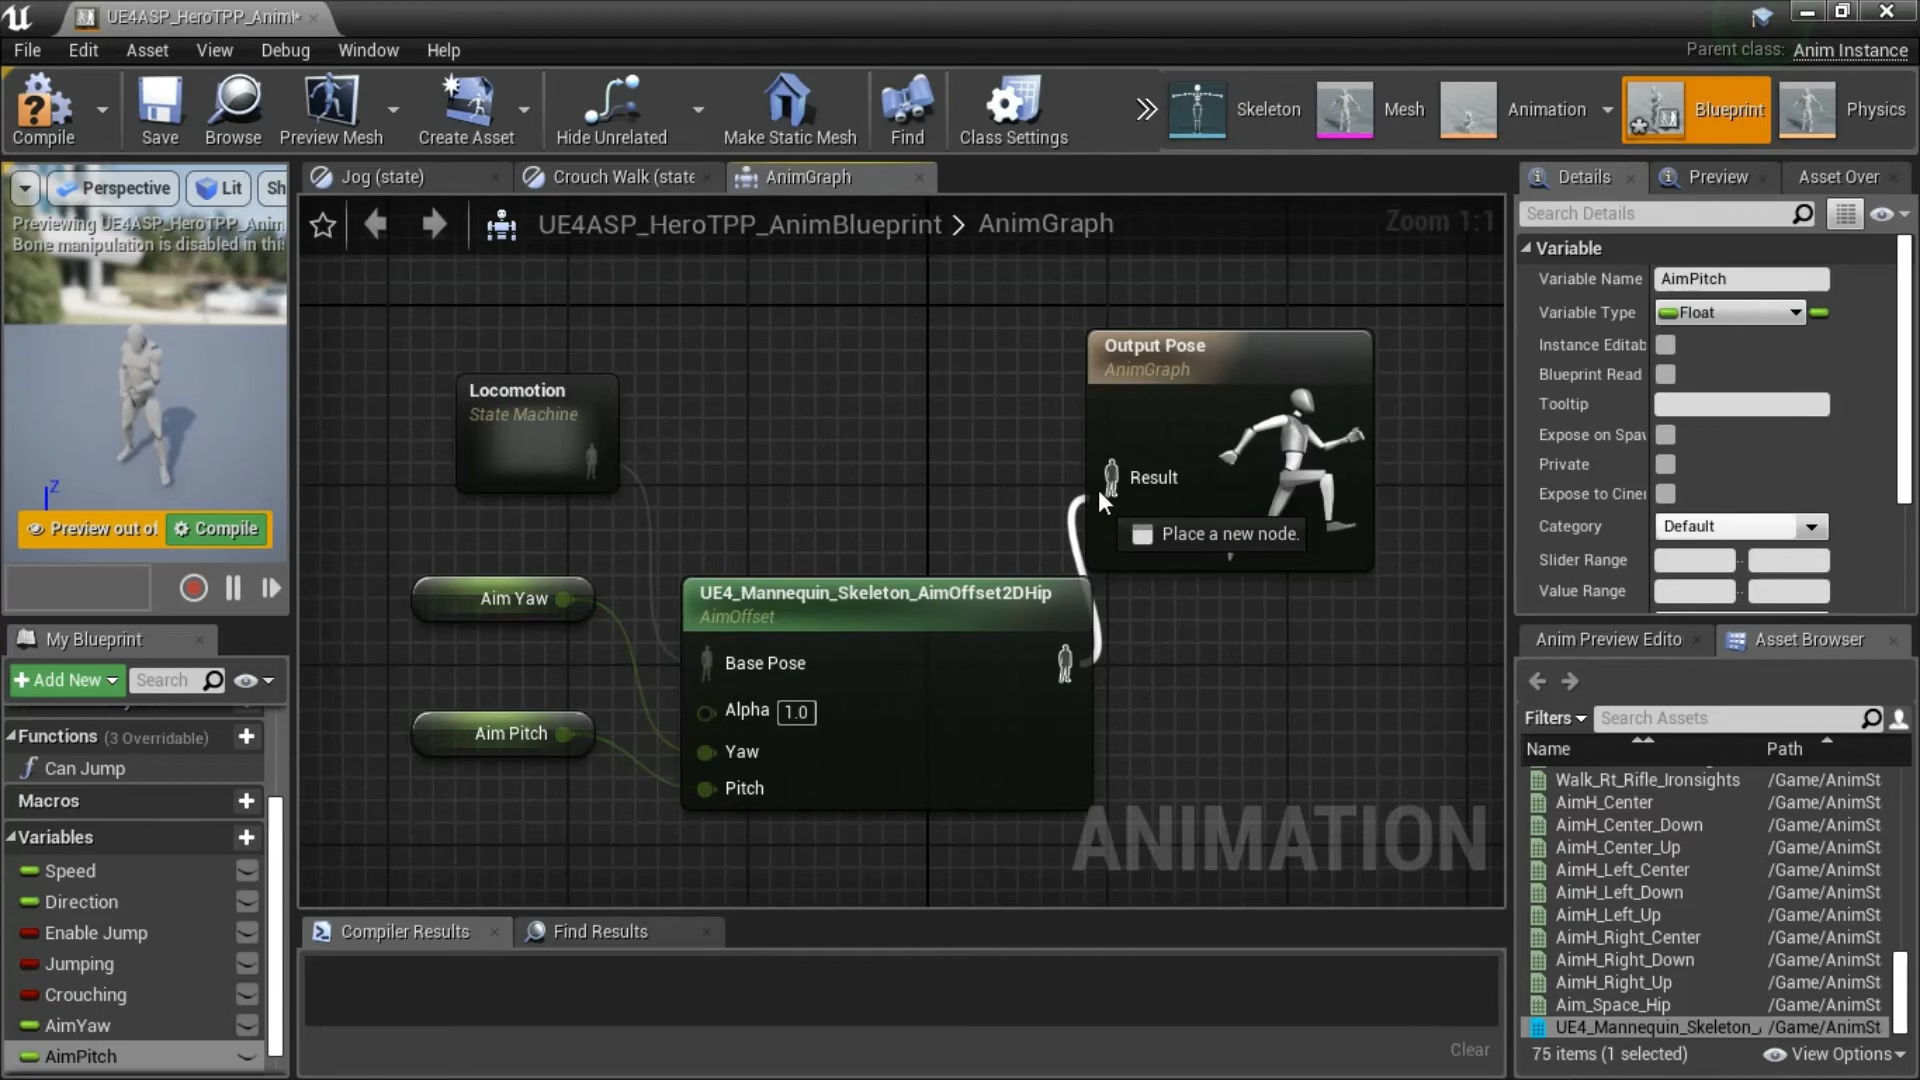 UE4ASP_HeroTPP_AnimI*
File Edit Asset View Debug Window Help
Parent class: Anim Instance
Compile Save Browse Preview Mesh Create Asset Hide Unrelated Make Static Mesh Find Class Settings Skeleton Mesh Animation Blueprint Physics
Perspective Lit Sh
Previewing UE4ASP_HeroTPP_Anim
Bone manipulation is disabled in this
Z
Preview out of Compile
My Blueprint
+ Add New Search
Functions (3 Overridable)
Can Jump
Macros
Variables
Speed
Direction
Enable Jump
Jumping
Crouching
AimYaw
AimPitch
Jog (state) Crouch Walk (state AnimGraph
UE4ASP_HeroTPP_AnimBlueprint > AnimGraph
Zoom 1:1
Locomotion
State Machine
Aim Yaw
Aim Pitch
UE4_Mannequin_Skeleton_AimOffset2DHip
AimOffset
Base Pose
Alpha 1.0
Yaw
Pitch
Output Pose
AnimGraph
Result
Place a new node.
ANIMATION
Compiler Results Find Results
Clear
Details Preview Asset Over
Search Details
Variable
Variable Name AimPitch
Variable Type Float
Instance Editab
Blueprint Read
Tooltip
Expose on Spav
Private
Expose to Cinei
Category Default
Slider Range
Value Range
Anim Preview Edito Asset Browser
Filters Search Assets
Name Path
Walk_Rt_Rifle_Ironsights /Game/AnimSt
AimH_Center /Game/AnimSt
AimH_Center_Down /Game/AnimSt
AimH_Center_Up /Game/AnimSt
AimH_Left_Center /Game/AnimSt
AimH_Left_Down /Game/AnimSt
AimH_Left_Up /Game/AnimSt
AimH_Right_Center /Game/AnimSt
AimH_Right_Down /Game/AnimSt
AimH_Right_Up /Game/AnimSt
Aim_Space_Hip /Game/AnimSt
UE4_Mannequin_Skeleton_ /Game/AnimSt
75 items (1 selected) View Options